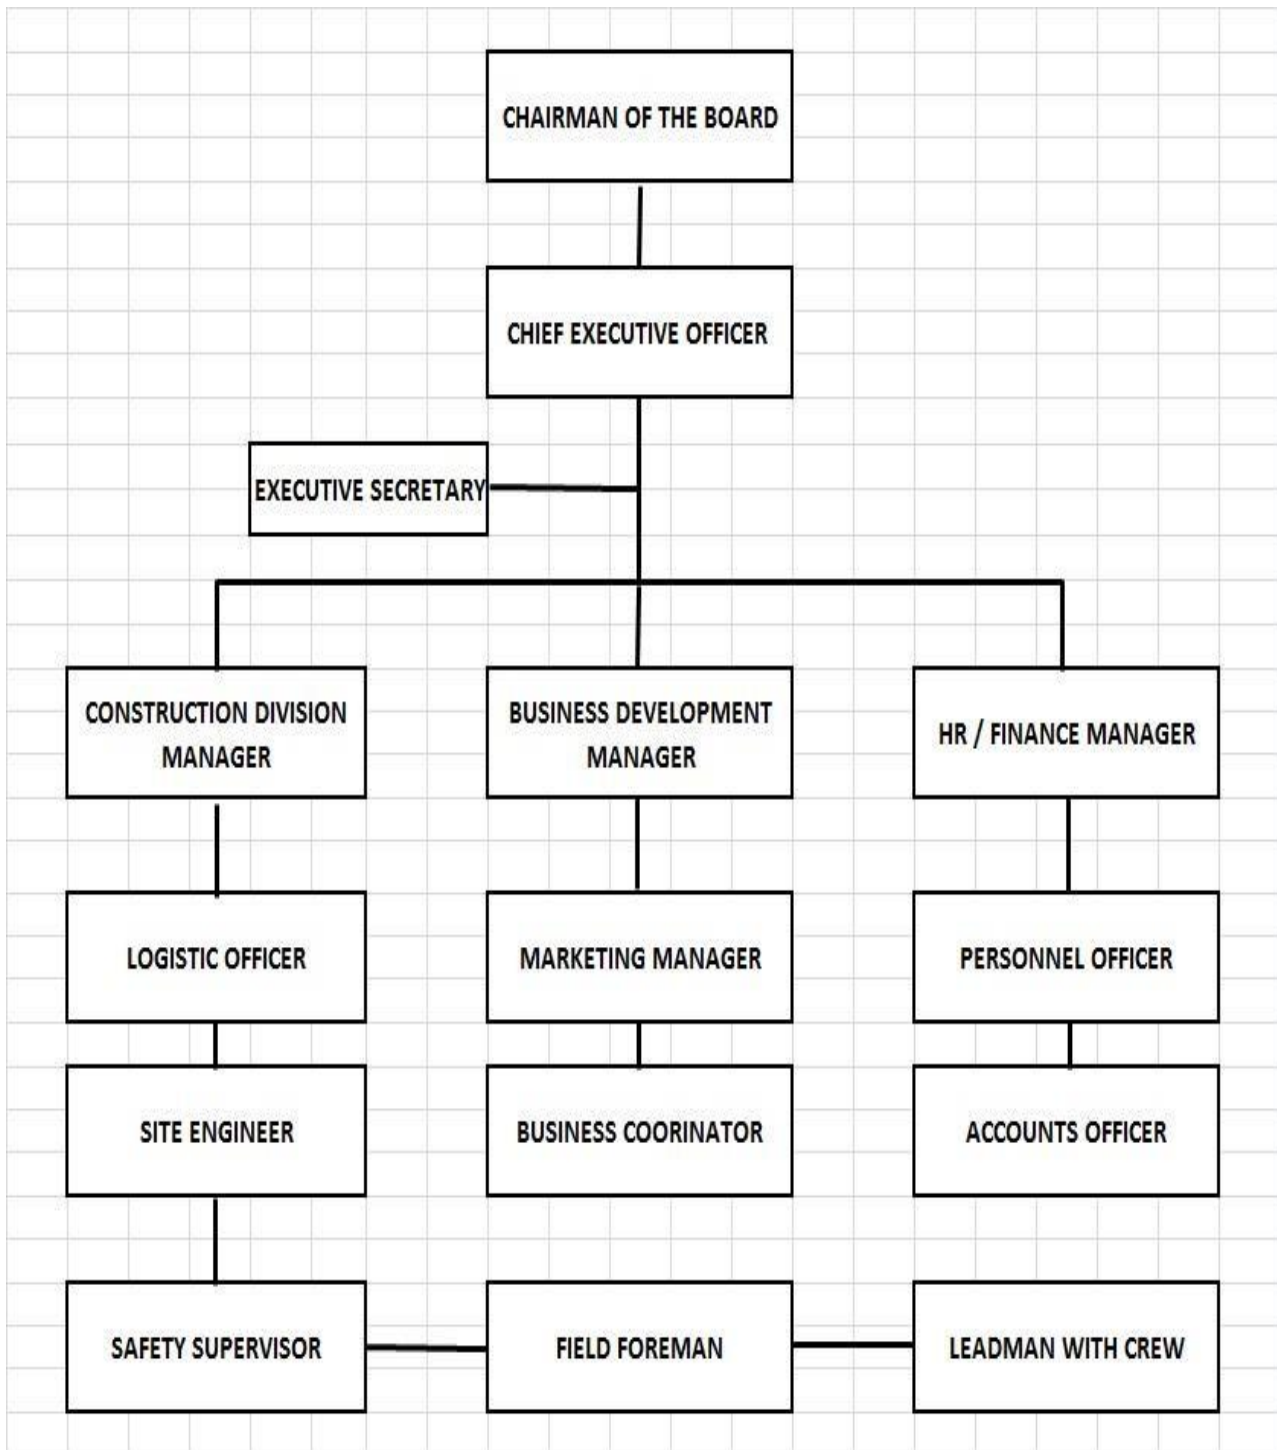 CHAIRMAN OF THE BOARD
CHIEF EXECUTIVE OFFICER
EXECUTIVE SECRETARY
CONSTRUCTION DIVISION
MANAGER
BUSINESS DEVELOPMENT
MANAGER
HR / FINANCE MANAGER
LOGISTIC OFFICER
MARKETING MANAGER
PERSONNEL OFFICER
SITE ENGINEER
BUSINESS COORINATOR
ACCOUNTS OFFICER
SAFETY SUPERVISOR
FIELD FOREMAN
LEADMAN WITH CREW